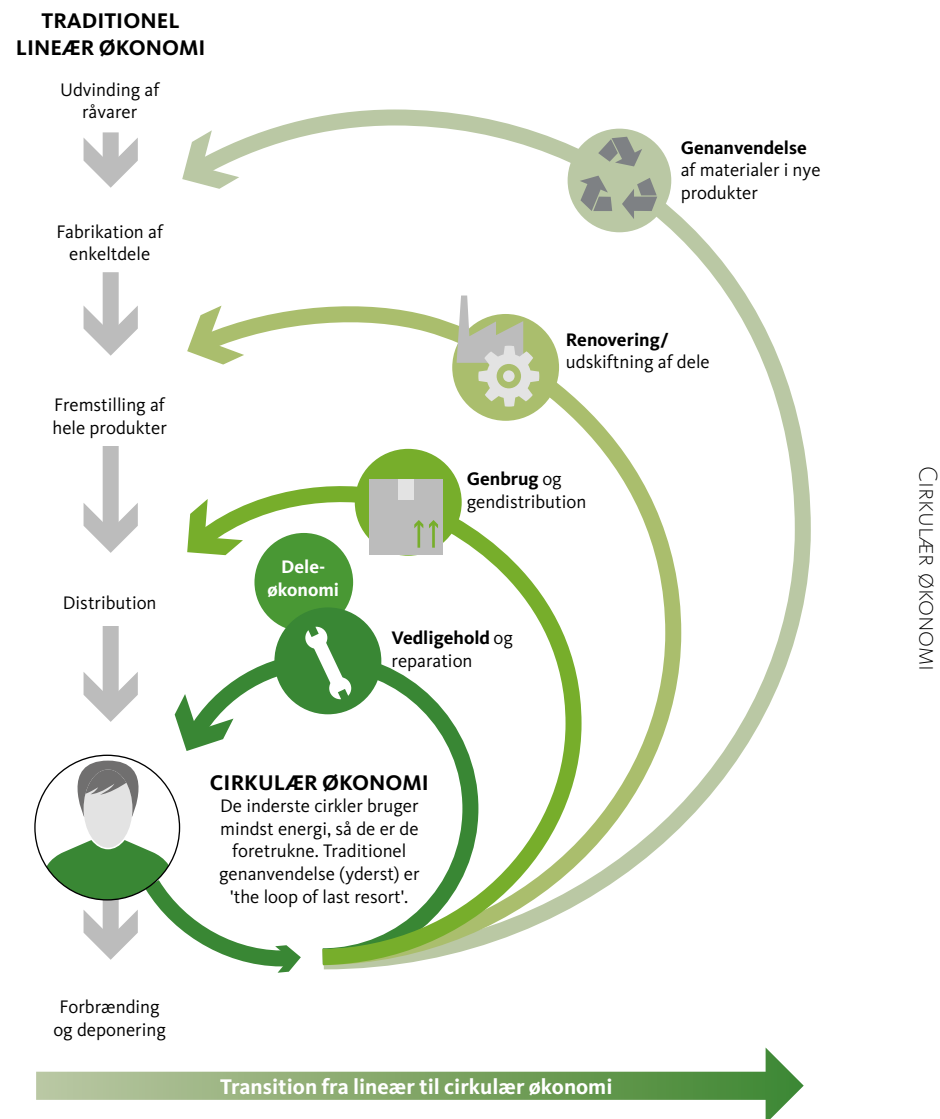 TRADITIONEL
LINEÆR ØKONOMI
Udvinding af
råvarer
Genanvendelse
af materialer i nye
produkter
Fabrikation af
enkeltdele
Renovering/
udskiftning af dele
Fremstilling af
hele produkter
Genbrug og
gendistribution
Dele-
økonomi
Distribution
Vedligehold og
reparation
CIRKULÆR ØKONOMI
De inderste cirkler bruger
mindst energi, så de er de
foretrukne. Traditionel
genanvendelse (yderst) er
'the loop of last resort'.
Forbrænding
og deponering
Transition fra lineær til cirkulær økonomi
CIRKULÆR ØKONOMI